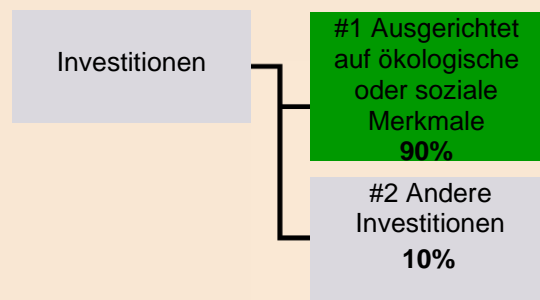 Investitionen
#1 Ausgerichtet
auf ökologische
oder soziale
Merkmale
90%
#2 Andere
Investitionen
10%